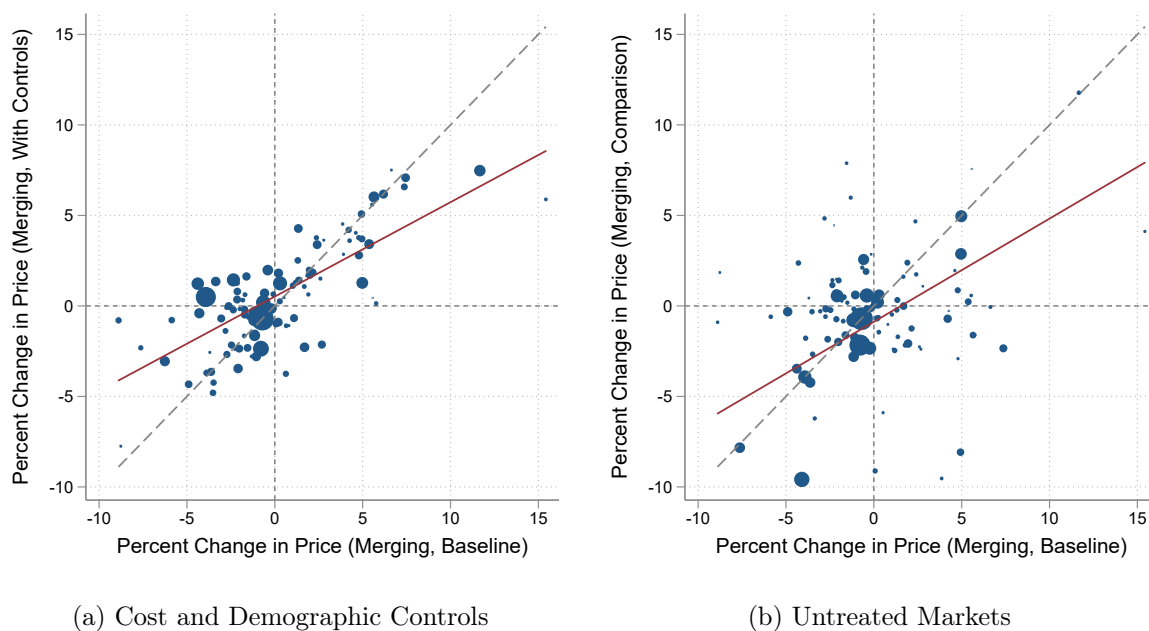 Percent Change in Price (Merging, With Controls)
15
10
5
0
-5
-10
-10 -5 0 5 10 15
Percent Change in Price (Merging, Baseline)
(a) Cost and Demographic Controls
Percent Change in Price (Merging, Comparison)
15
10
5
0
-5
-10
-10 -5 0 5 10 15
Percent Change in Price (Merging, Baseline)
(b) Untreated Markets